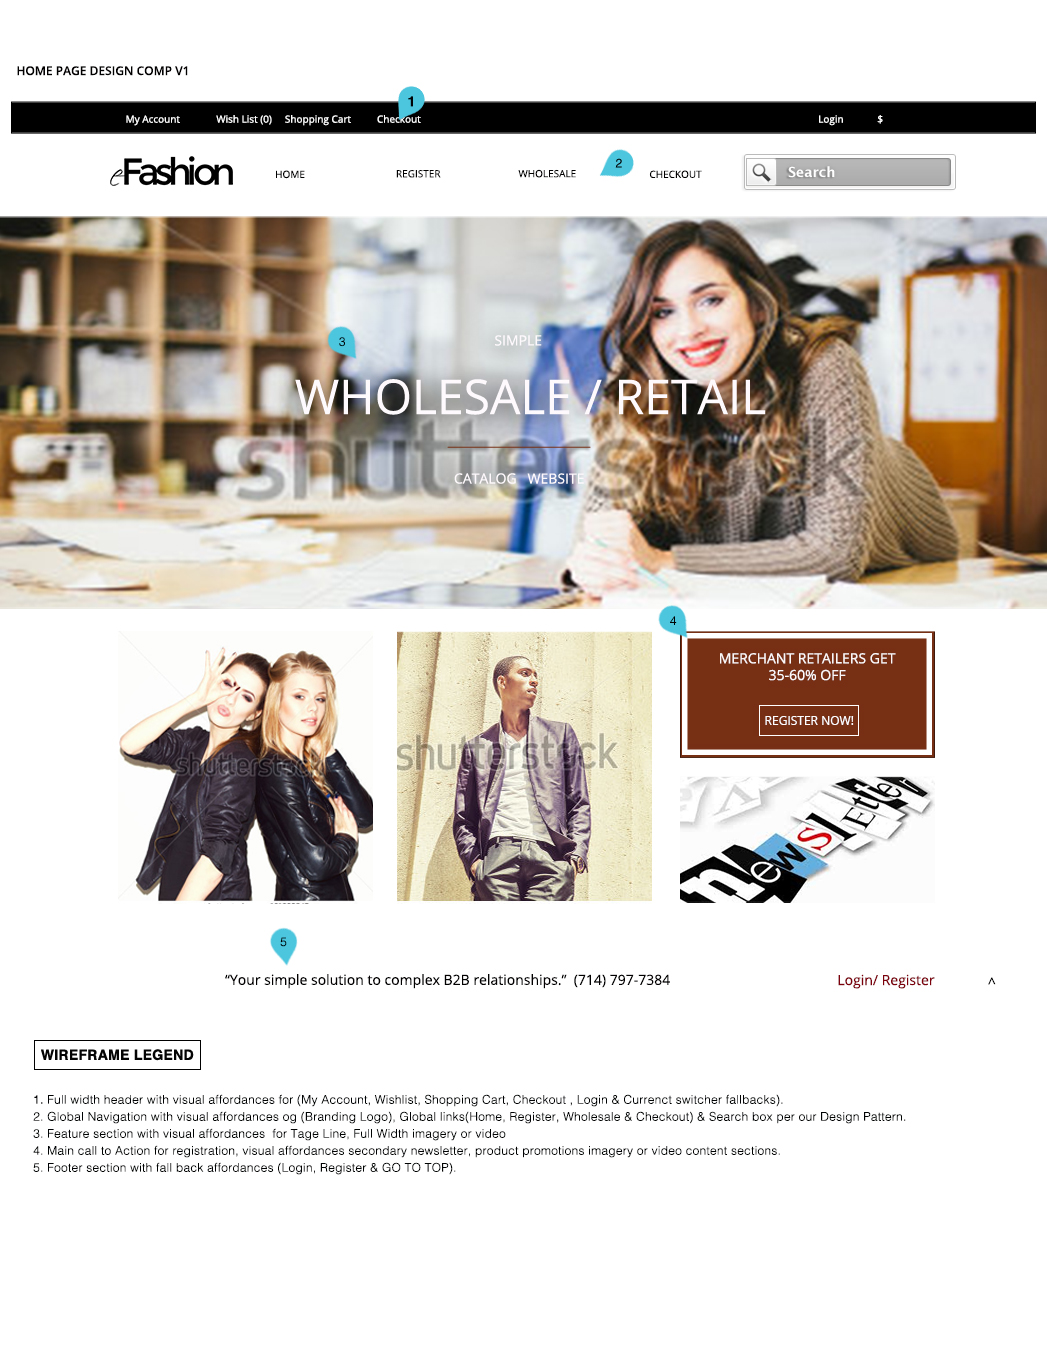 HOME PAGE DESIGN COMP V1
1
My Account Wish List (0) Shopping Cart Checkout Login $
2
eFashion HOME REGISTER WHOLESALE CHECKOUT Search
3
SIMPLE
WHOLESALE / RETAIL
shutterstock
CATALOG WEBSITE
4
MERCHANT RETAILERS GET
35-60% OFF
REGISTER NOW!
shutterstock
shutterstock
newsletter
5
“Your simple solution to complex B2B relationships.“ (714) 797-7384 Login/ Register ^
WIREFRAME LEGEND
1. Full width header with visual affordances for (My Account, Wishlist, Shopping Cart, Checkout , Login & Currenct switcher fallbacks).
2. Global Navigation with visual affordances og (Branding Logo), Global links(Home, Register, Wholesale & Checkout) & Search box per our Design Pattern.
3. Feature section with visual affordances for Tage Line, Full Width imagery or video
4. Main call to Action for registration, visual affordances secondary newsletter, product promotions imagery or video content sections.
5. Footer section with fall back affordances (Login, Register & GO TO TOP).